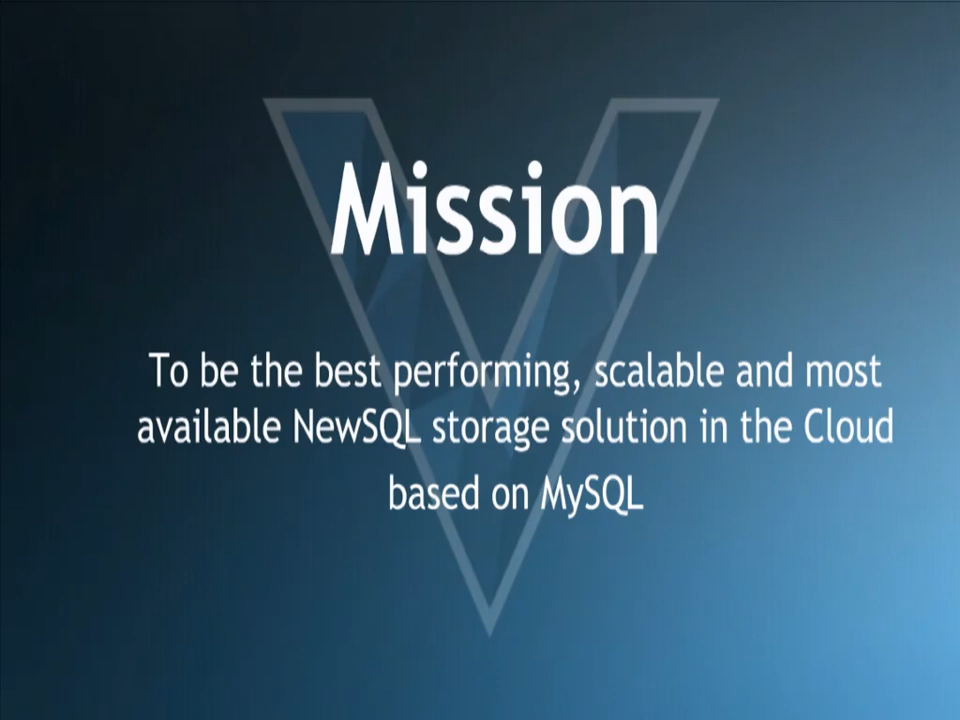 Mission
To be the best performing, scalable and most
available NewSQL storage solution in the Cloud
based on MySQL